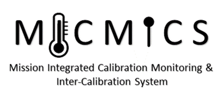 MICMICS
Mission Integrated Calibration Monitoring &
Inter-Calibration System